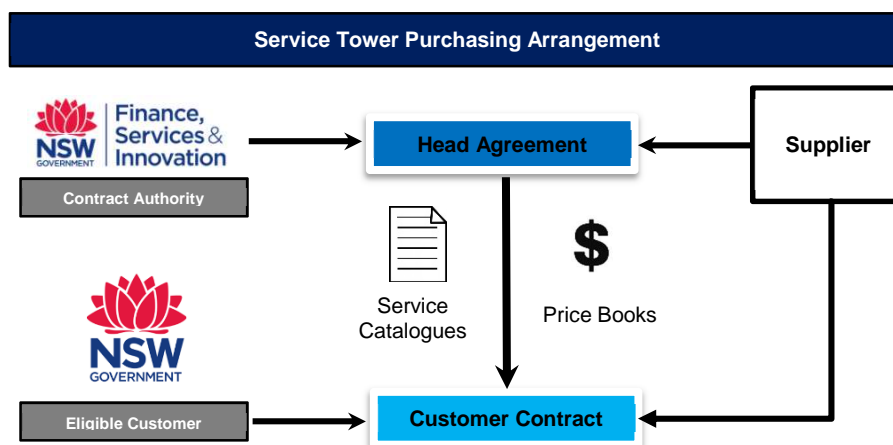 Service Tower Purchasing Arrangement
NSW
GOVERNMENT
Finance,
Services &
Innovation
Contract Authority
Head Agreement
Supplier
Service
Catalogues
$
Price Books
NSW
GOVERNMENT
Eligible Customer
Customer Contract